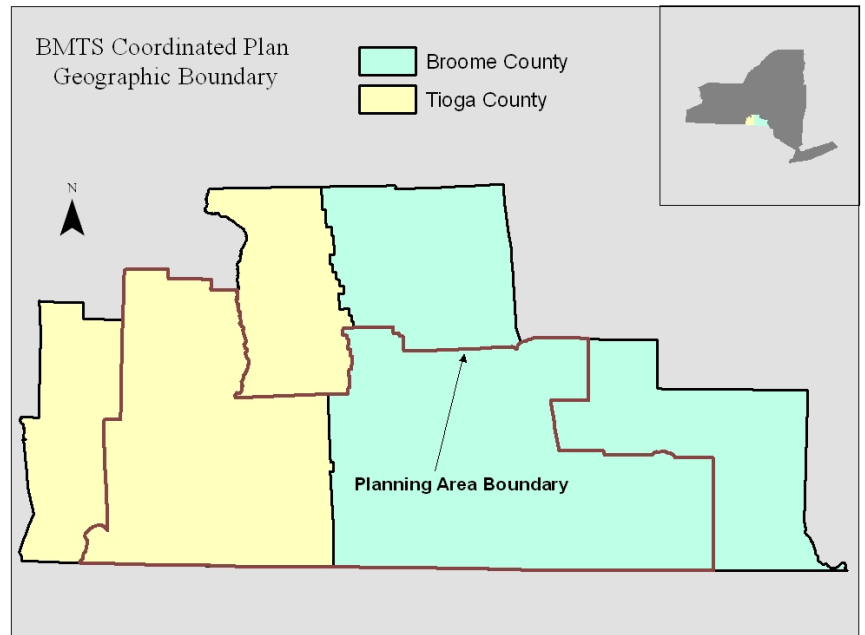 BMTS Coordinated Plan
Geographic Boundary
Broome County
Tioga County
N
Planning Area Boundary